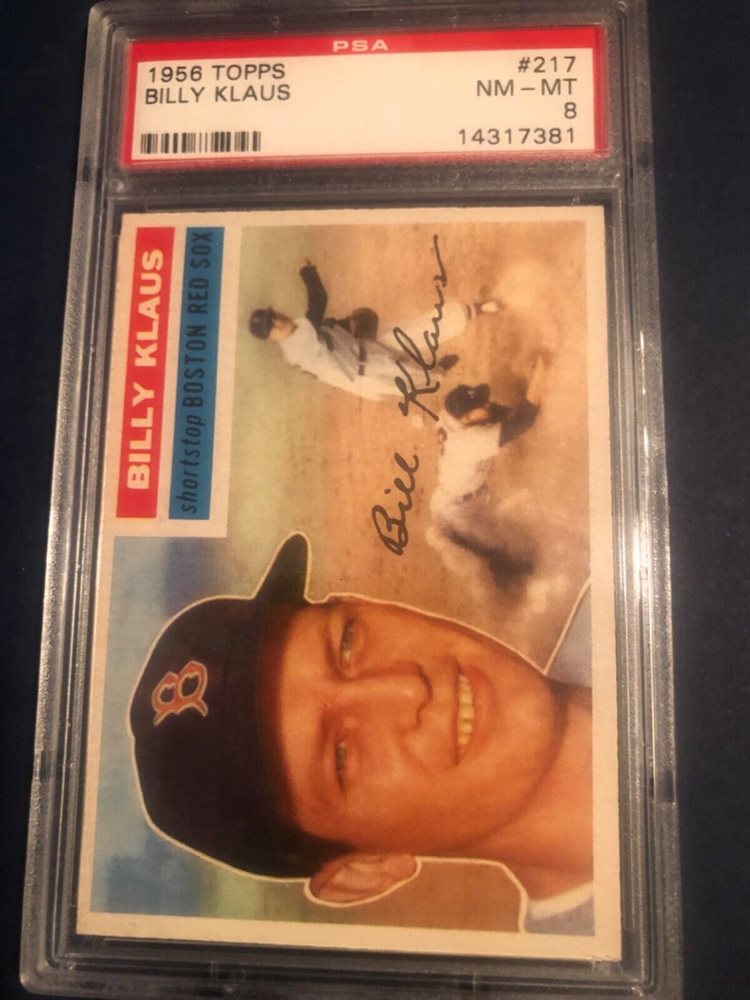 PSA
1956 TOPPS #217
BILLY KLAUS NM - MT
8
14317381
BILLY KLAUS
shortstop BOSTON RED SOX
Bill Klaus
B